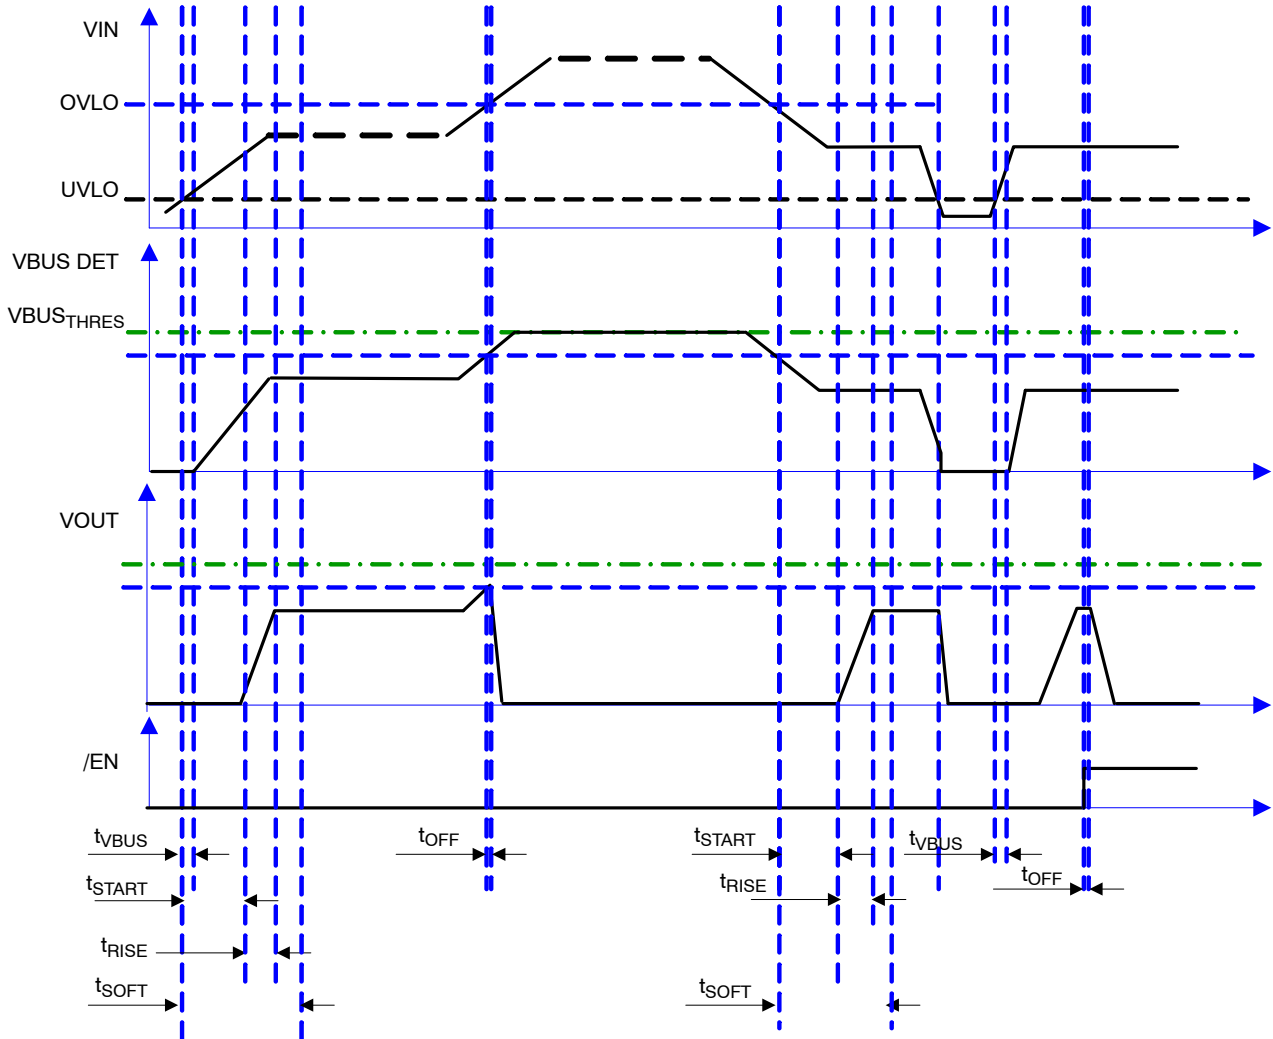 VIN
OVLO
UVLO
VBUS DET
VBUSTHRES
VOUT
/EN
tVBUS
tOFF
tSTART
tVBUS
tSTART
tRISE
tOFF
tRISE
tSOFT
tSOFT